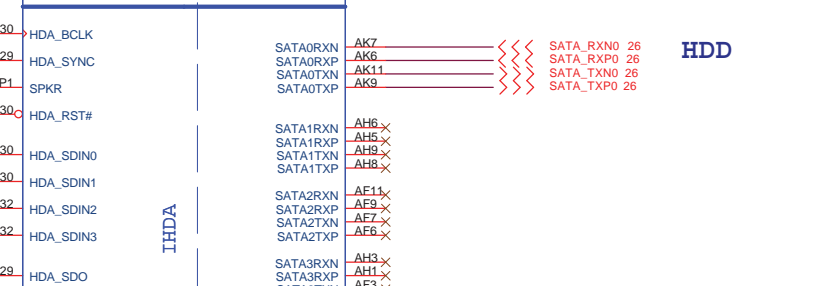 30 HDA_BCLK
SATA0RXN AK7 SATA_RXN0 26 HDD
29 HDA_SYNC SATA0RXP AK6 SATA_RXP0 26
SATA0TXN AK11 SATA_TXN0 26
P1 SPKR SATA0TXP AK9 SATA_TXP0 26
30 HDA_RST#
SATA1RXN AH6
SATA1RXP AH5
30 HDA_SDIN0 SATA1TXN AH9
SATA1TXP AH8
30 HDA_SDIN1
SATA2RXN AF11
32 HDA_SDIN2 SATA2RXP AF9
SATA2TXN AF7
32 HDA_SDIN3 SATA2TXP AF6
IHDA
SATA3RXN AH3
29 HDA_SDO SATA3RXP AH1
AF3